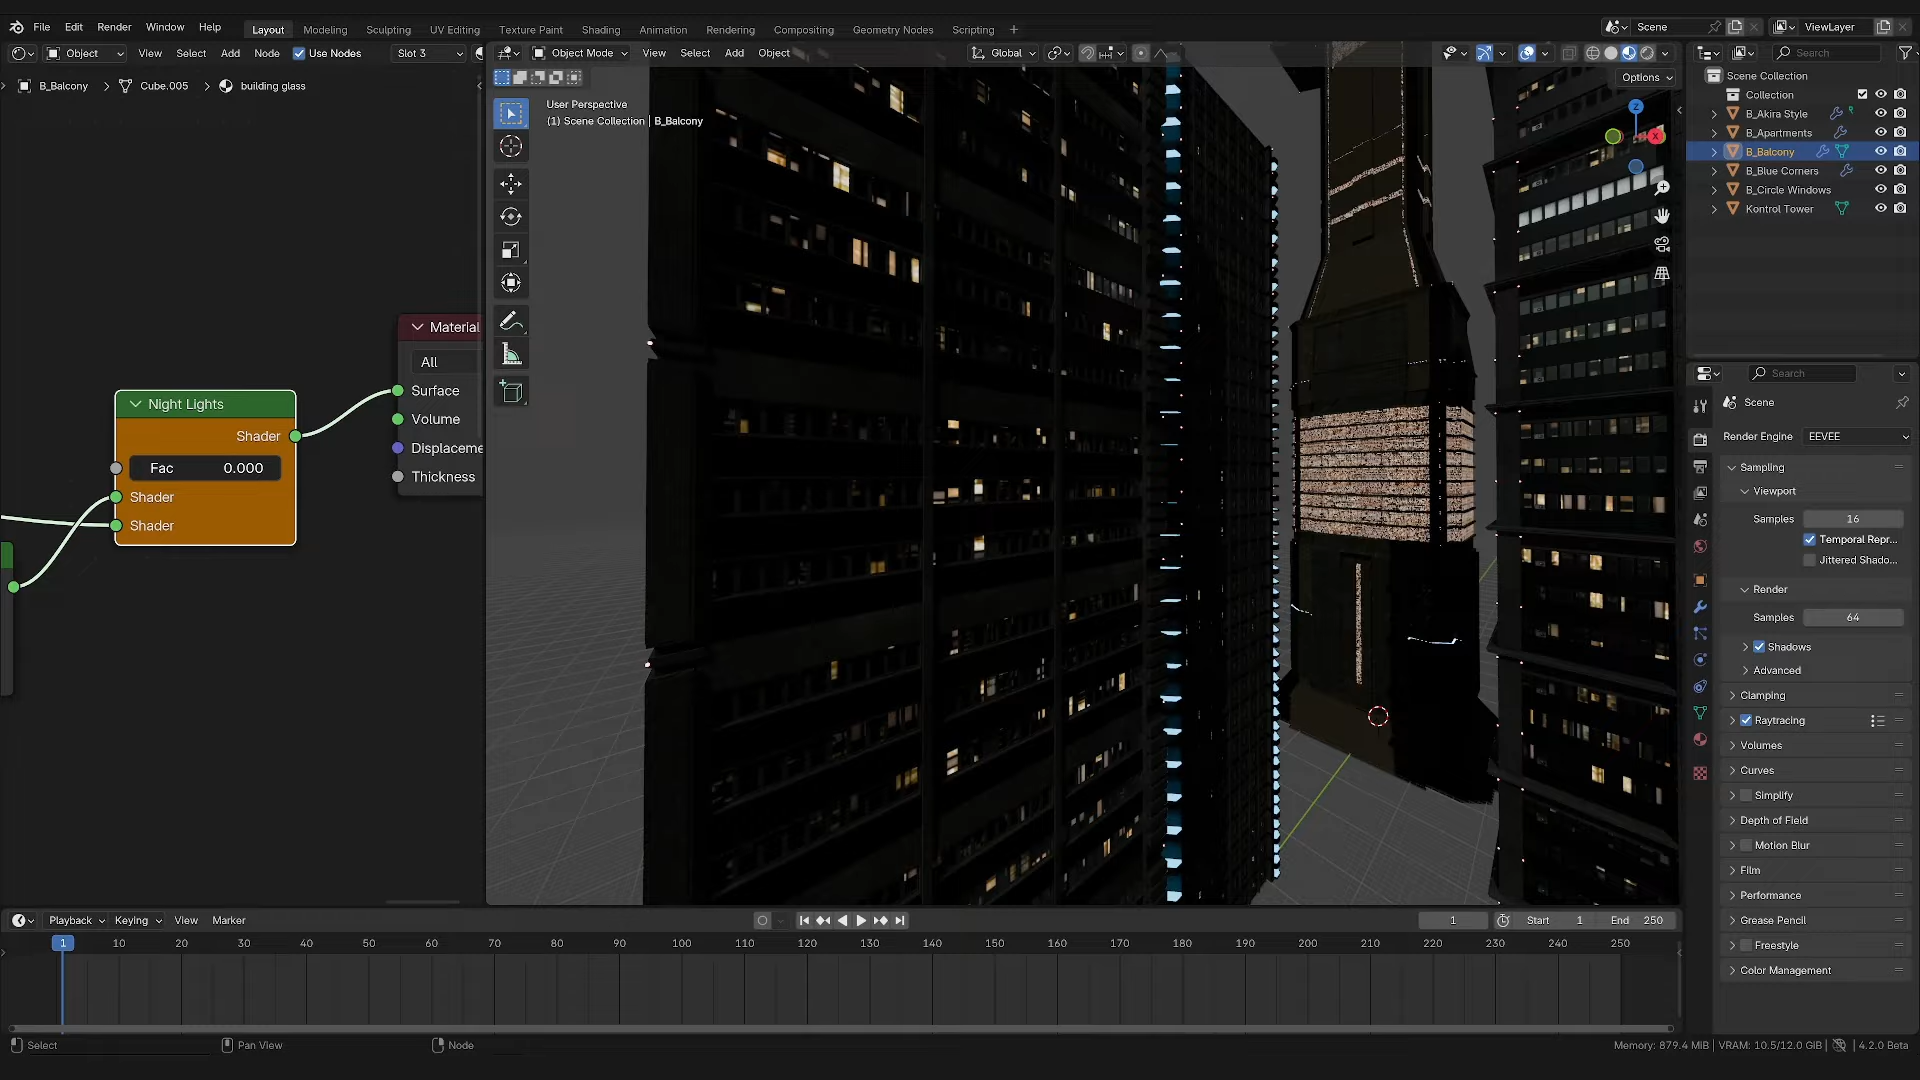 File Edit Render Window Help Layout Modeling Sculpting UV Editing Texture Paint Shading Animation Rendering Compositing Geometry Nodes Scripting + Scene ViewLayer
Object View Select Add Node Use Nodes Slot 3 Object Mode View Select Add Object Global Search
Options
B_Balcony > Cube.005 > building glass
User Perspective
(1) Scene Collection | B_Balcony
Z
X
Scene Collection
Collection
B_Akira Style
B_Apartments
B_Balcony
B_Blue Corners
B_Circle Windows
Kontrol Tower
Material
All
Surface
Volume
Displaceme
Thickness
Night Lights
Shader
Fac 0.000
Shader
Shader
Search
Scene
Render Engine EEVEE
Sampling
Viewport
Samples 16
Temporal Repr...
Jittered Shado...
Render
Samples 64
Shadows
Advanced
Clamping
Raytracing
Volumes
Curves
Simplify
Depth of Field
Motion Blur
Film
Performance
Grease Pencil
Freestyle
Color Management
Playback Keying View Marker 1 Start 1 End 250
1 10 20 30 40 50 60 70 80 90 100 110 120 130 140 150 160 170 180 190 200 210 220 230 240 250
Select Pan View Node Memory: 879.4 MiB | VRAM: 10.5/12.0 GiB | 4.2.0 Beta